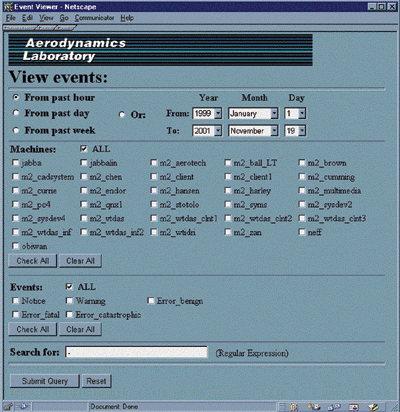 Event Viewer - Netscape
File Edit View Go Communicator Help
Aerodynamics
Laboratory
View events:
Year Month Day
From past hour
From past day Or: From: 1999 January 1
From past week To: 2001 November 19
Machines: ALL
jabba jabbaiin m2_aerotech m2_ball_LT m2_brown
m2_cadsystem m2_chen m2_client m2_client1 m2_cumming
m2_currie m2_endor m2_hansen m2_harley m2_multimedia
m2_pc4 m2_qnx1 m2_stotolo m2_syms m2_sysdev2
m2_sysdev4 m2_vtdas m2_wtdas_clnt1 m2_wtdas_clnt2 m2_wtdas_clnt3
m2_wtdas_inf m2_wtdas_inf2 m2_wtidn m2_zan neff
obiwan
Check All Clear All
Events: ALL
Notice Warning Error_benign
Error_fatal Error_catastrophic
Check All Clear All
Search for: . (Regular Expression)
Submit Query Reset
Document: Done